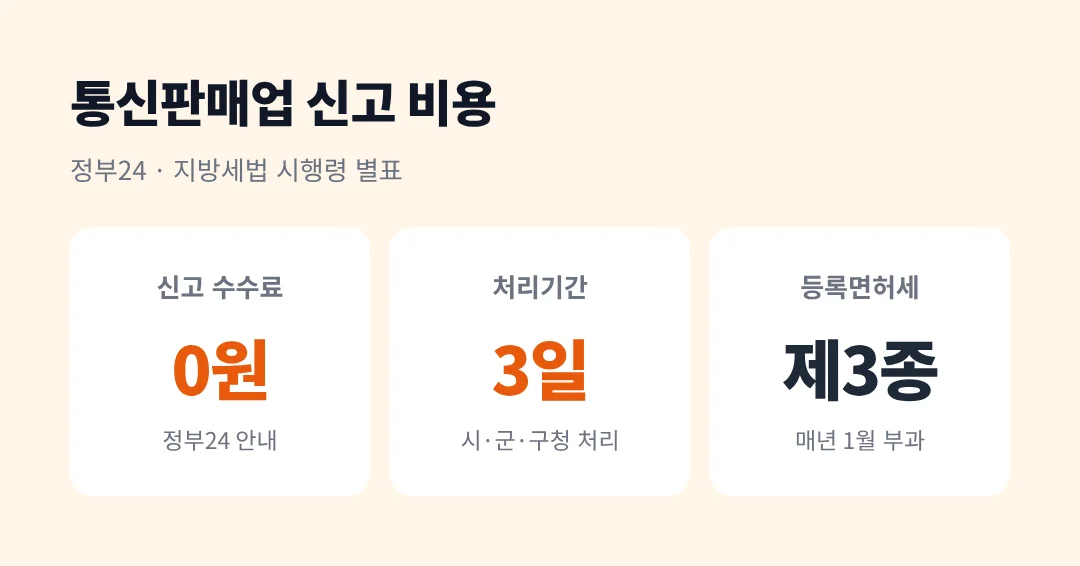 통신판매업 신고 비용
정부24 · 지방세법 시행령 별표
신고 수수료
0원
정부24 안내
처리기간
3일
시·군·구청 처리
등록면허세
제3종
매년 1월 부과